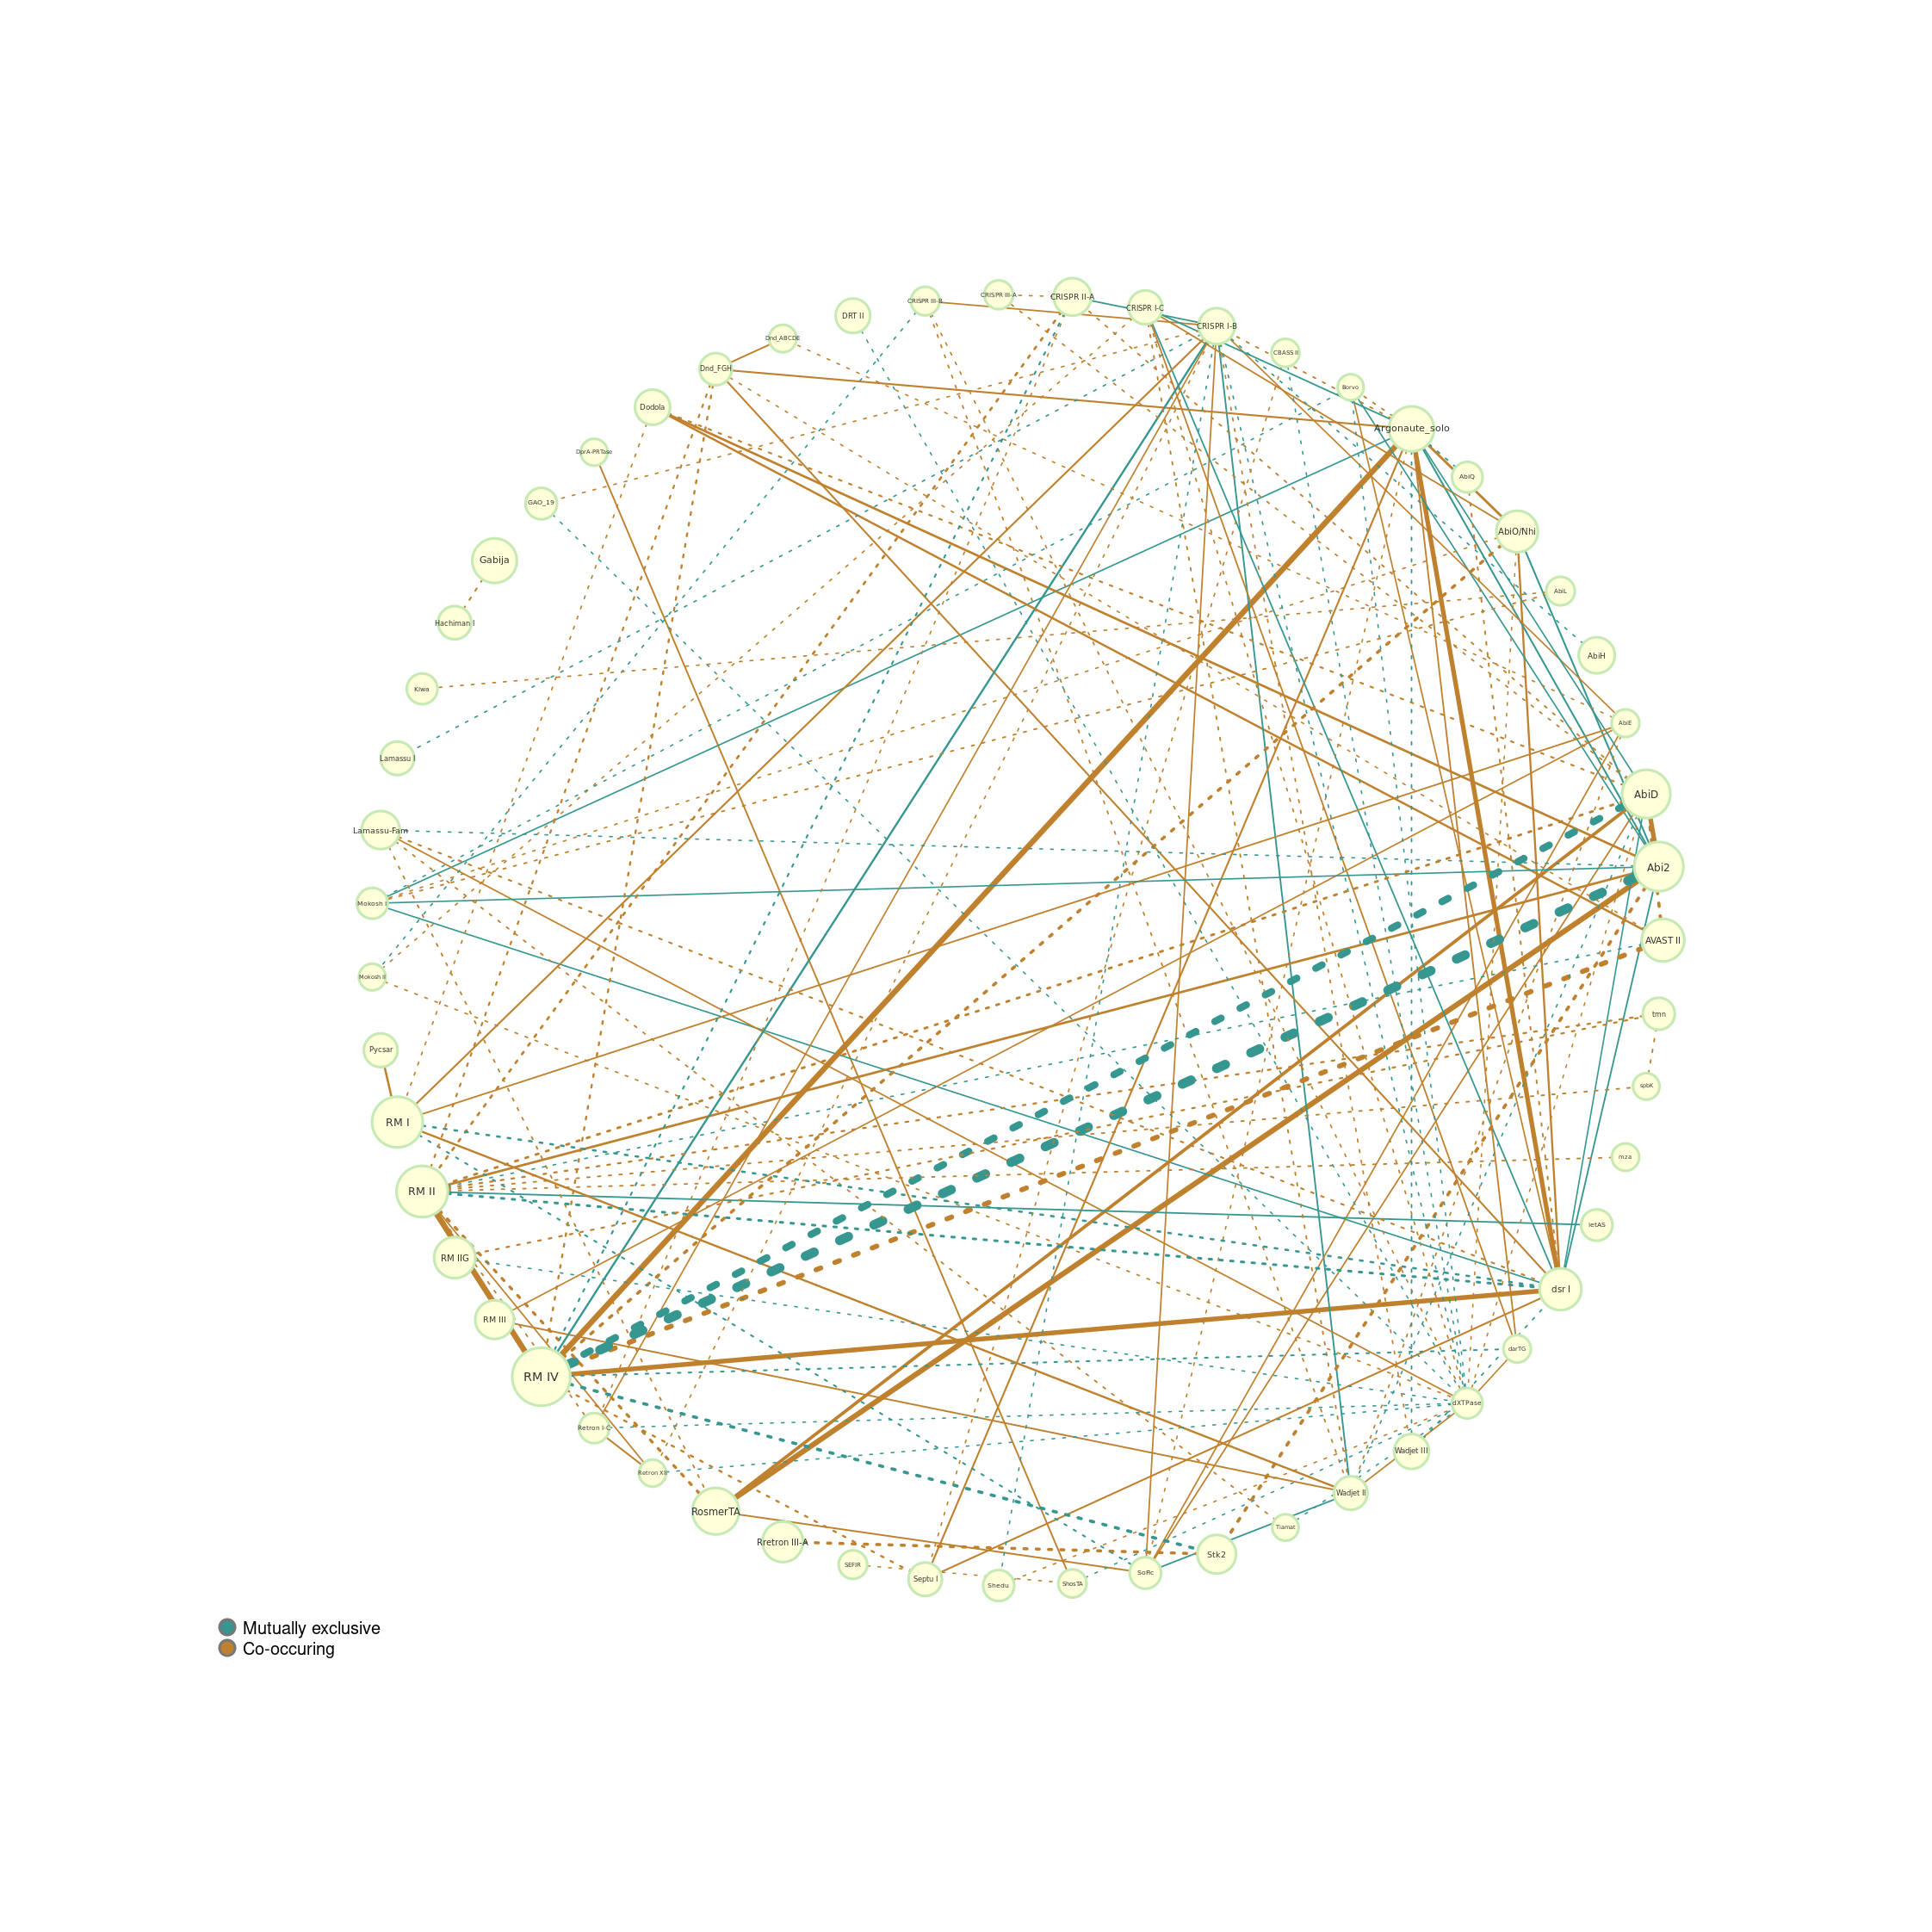 CRISPR III-A
CRISPR II-A
CRISPR III-B
CRISPR I-C
DRT II
CRISPR I-B
Dnd_ABCDE
CBASS II
Dnd_FGH
Borvo
Dodola
Argonaute_solo
DprA-PRTase
AbiQ
GAO_19
AbiO/Nhi
Gabija
AbiL
Hachiman I
AbiH
Kiwa
AbiE
Lamassu I
AbiD
Lamassu-Fam
Abi2
Mokosh I
AVAST II
Mokosh II
tmn
Pycsar
spbK
RM I
mza
RM II
ietAS
RM IIG
dsr I
RM III
darTG
RM IV
dXTPase
Retron I-C
Wadjet III
Retron XII
Wadjet II
RosmerTA
Tiamat
Rretron III-A
Stk2
SEFIR
SoFic
Septu I
Shedu
ShosTA
Mutually exclusive
Co-occuring